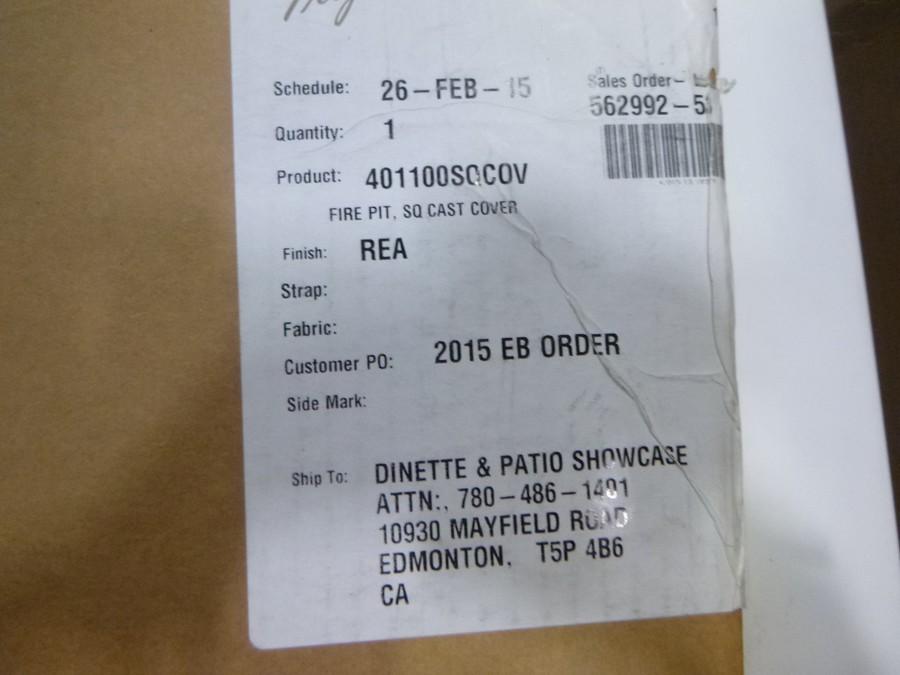 Schedule: 26-FEB-15
Sales Order-
562992-5
Quantity: 1
Product: 401100SQCOV
FIRE PIT, SQ CAST COVER
Finish: REA
Strap:
Fabric:
Customer PO: 2015 EB ORDER
Side Mark:
Ship To: DINETTE & PATIO SHOWCASE
ATTN:, 780-486-1401
10930 MAYFIELD ROAD
EDMONTON, T5P 4B6
CA